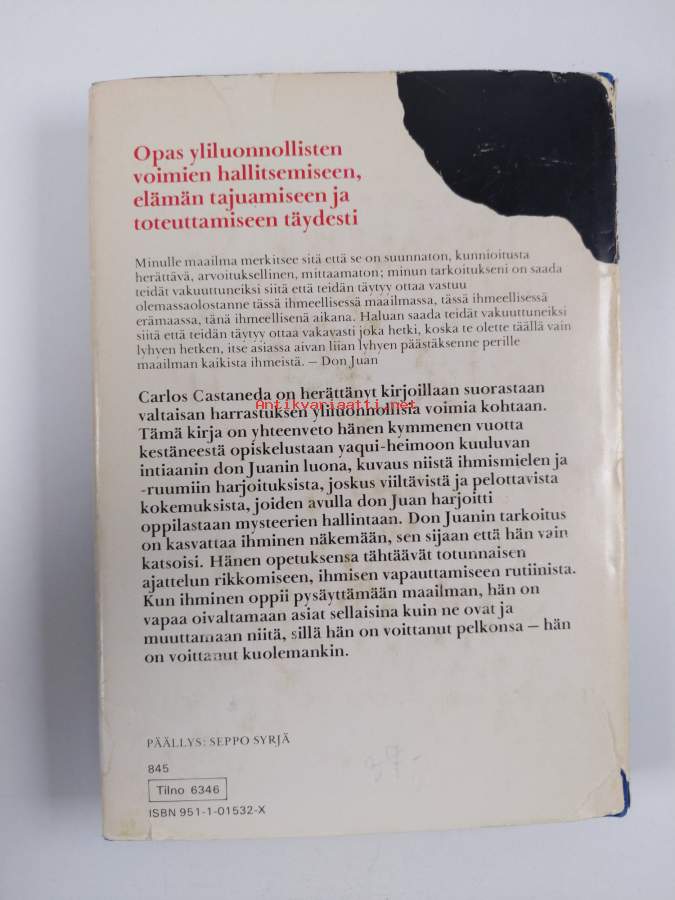 Opas yliluonnollisten
voimien hallitsemiseen,
elämän tajuamiseen ja
toteuttamiseen täydesti
Minulle maailma merkitsee sitä että se on suunnaton, kunnioitusta
herättävä, arvoituksellinen, mittaamaton; minun tarkoitukseni on saada
teidät vakuuttuneiksi siitä että teidän täytyy ottaa vastuu
olemassaolostanne tässä ihmeellisessä maailmassa, tässä ihmeellisessä
erämaassa, tänä ihmeellisenä aikana. Haluan saada teidät vakuuttuneiksi
siitä että teidän täytyy ottaa vakavasti joka hetki, koska te olette täällä vain
lyhyen hetken, itse asiassa aivan liian lyhyen päästäksenne perille
maailman kaikista ihmeistä. – Don Juan
Carlos Castaneda on herättänyt kirjoillaan suorastaan
Antikvariaatti.net
valtaisan harrastuksen yliluonnollisia voimia kohtaan.
Tämä kirja on yhteenveto hänen kymmenen vuotta
kestäneestä opiskelustaan yaqui-heimoon kuuluvan
intiaanin don Juanin luona, kuvaus niistä ihmismielen ja
-ruumiin harjoituksista, joskus viiltävistä ja pelottavista
kokemuksista, joiden avulla don Juan harjoitti
oppilastaan mysteerien hallintaan. Don Juanin tarkoitus
on kasvattaa ihminen näkemään, sen sijaan että hän vain
katsoisi. Hänen opetuksensa tähtäävät totunnaisen
ajattelun rikkomiseen, ihmisen vapauttamiseen rutiinista.
Kun ihminen oppii pysäyttämään maailman, hän on
vapaa oivaltamaan asiat sellaisina kuin ne ovat ja
muuttamaan niitä, sillä hän on voittanut pelkonsa – hän
on voittanut kuolemankin.
PÄÄLLYS: SEPPO SYRJÄ
845
Tilno 6346
ISBN 951-1-01532-X